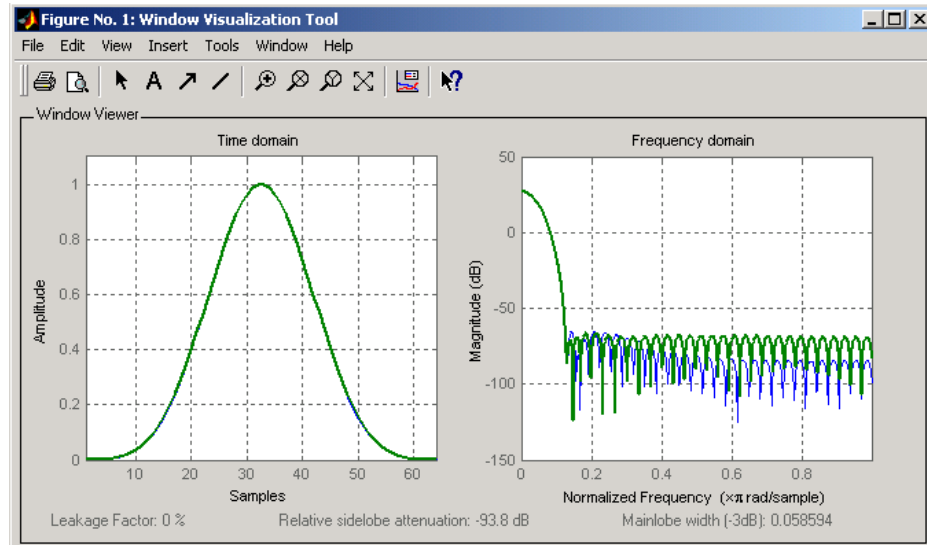 Figure No. 1: Window Visualization Tool
File Edit View Insert Tools Window Help
A
?
Window Viewer
Time domain
Amplitude
1
0.8
0.6
0.4
0.2
0
10 20 30 40 50 60
Samples
Frequency domain
Magnitude (dB)
50
0
-50
-100
-150
0 0.2 0.4 0.6 0.8
Normalized Frequency (×π rad/sample)
Leakage Factor: 0 % Relative sidelobe attenuation: -93.8 dB Mainlobe width (-3dB): 0.058594